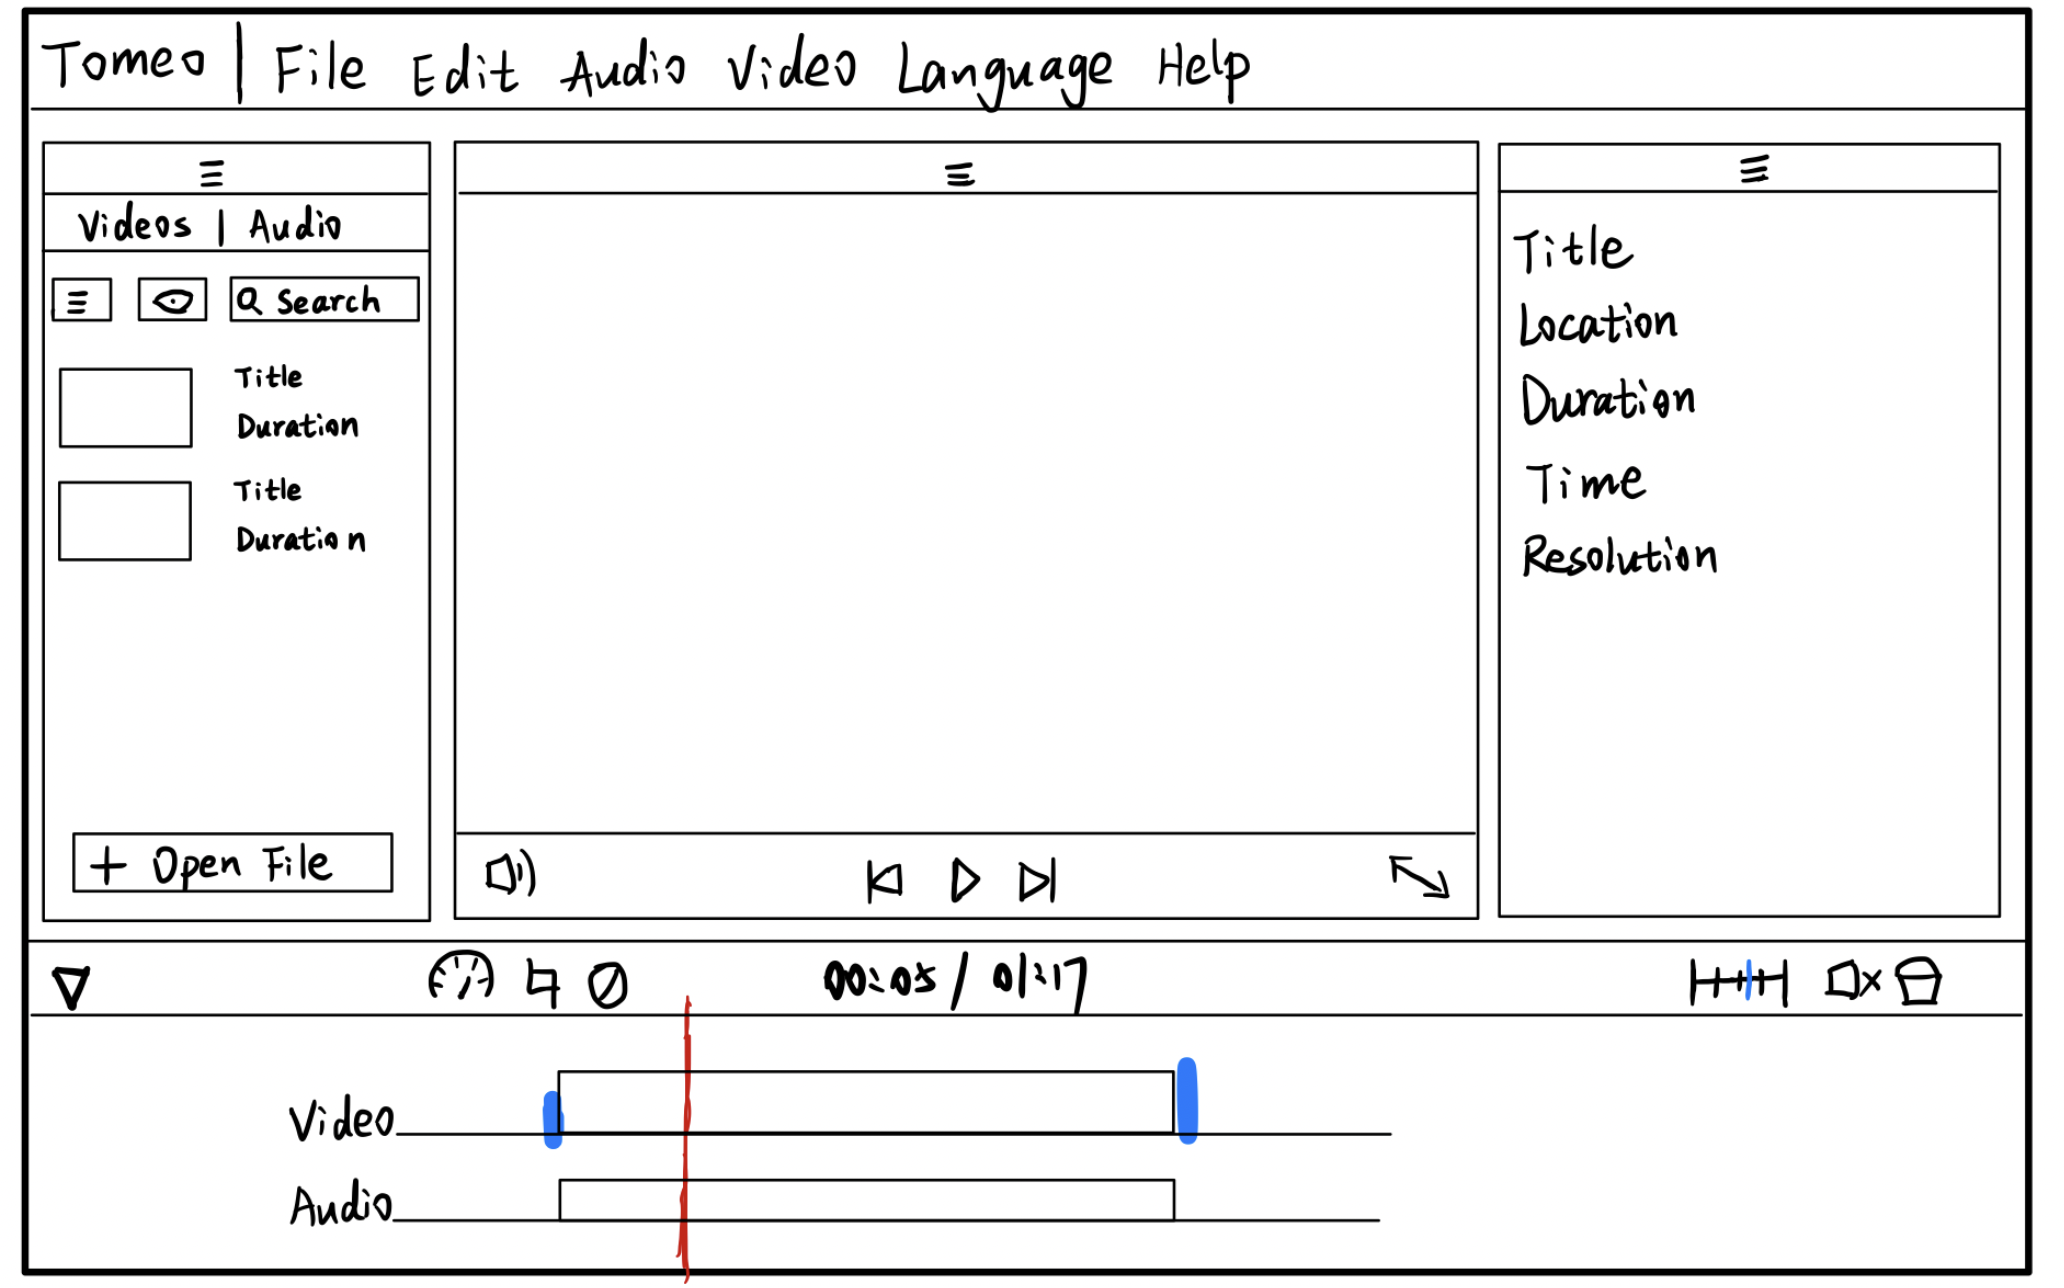 Tomeo | File Edit Audio Video Language Help
Videos | Audio
Search
Title
Duration
Title
Duration
+ Open File
Title
Location
Duration
Time
Resolution
00:05 / 01:17
Video
Audio